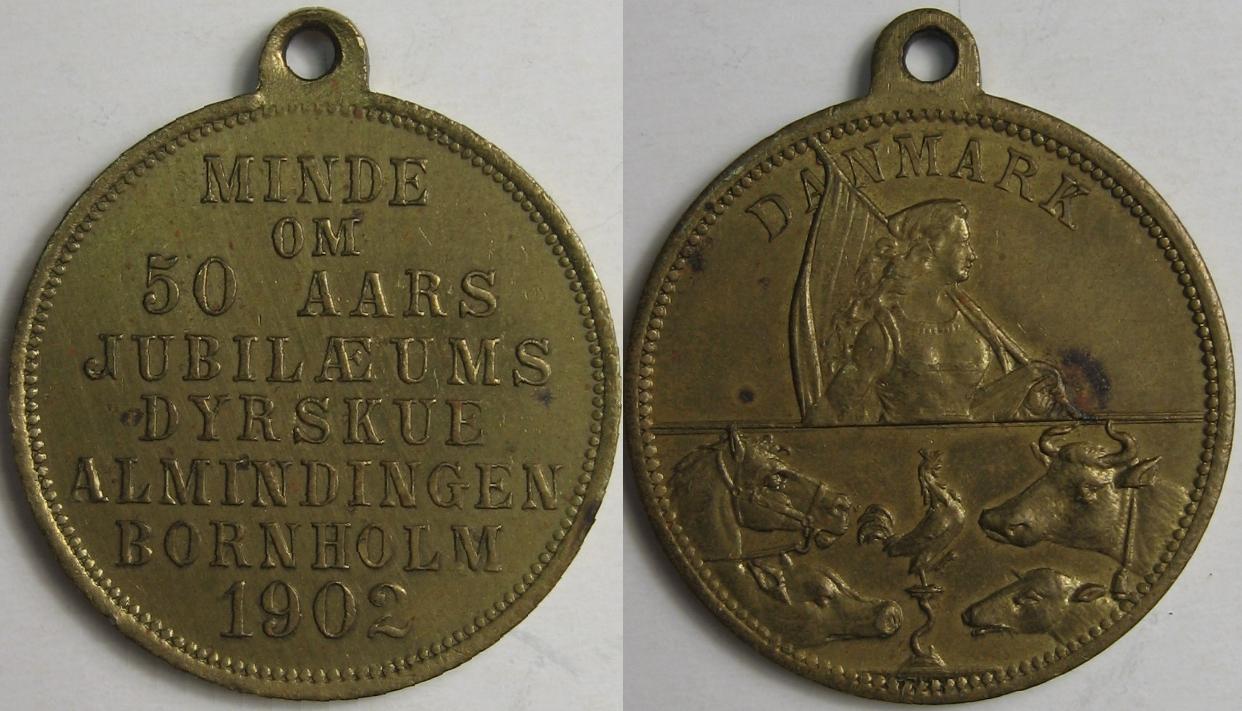 MINDE
OM
50 AARS
JUBILÆUMS
DYRSKUE
ALMINDINGEN
BORNHOLM
1902
DANMARK